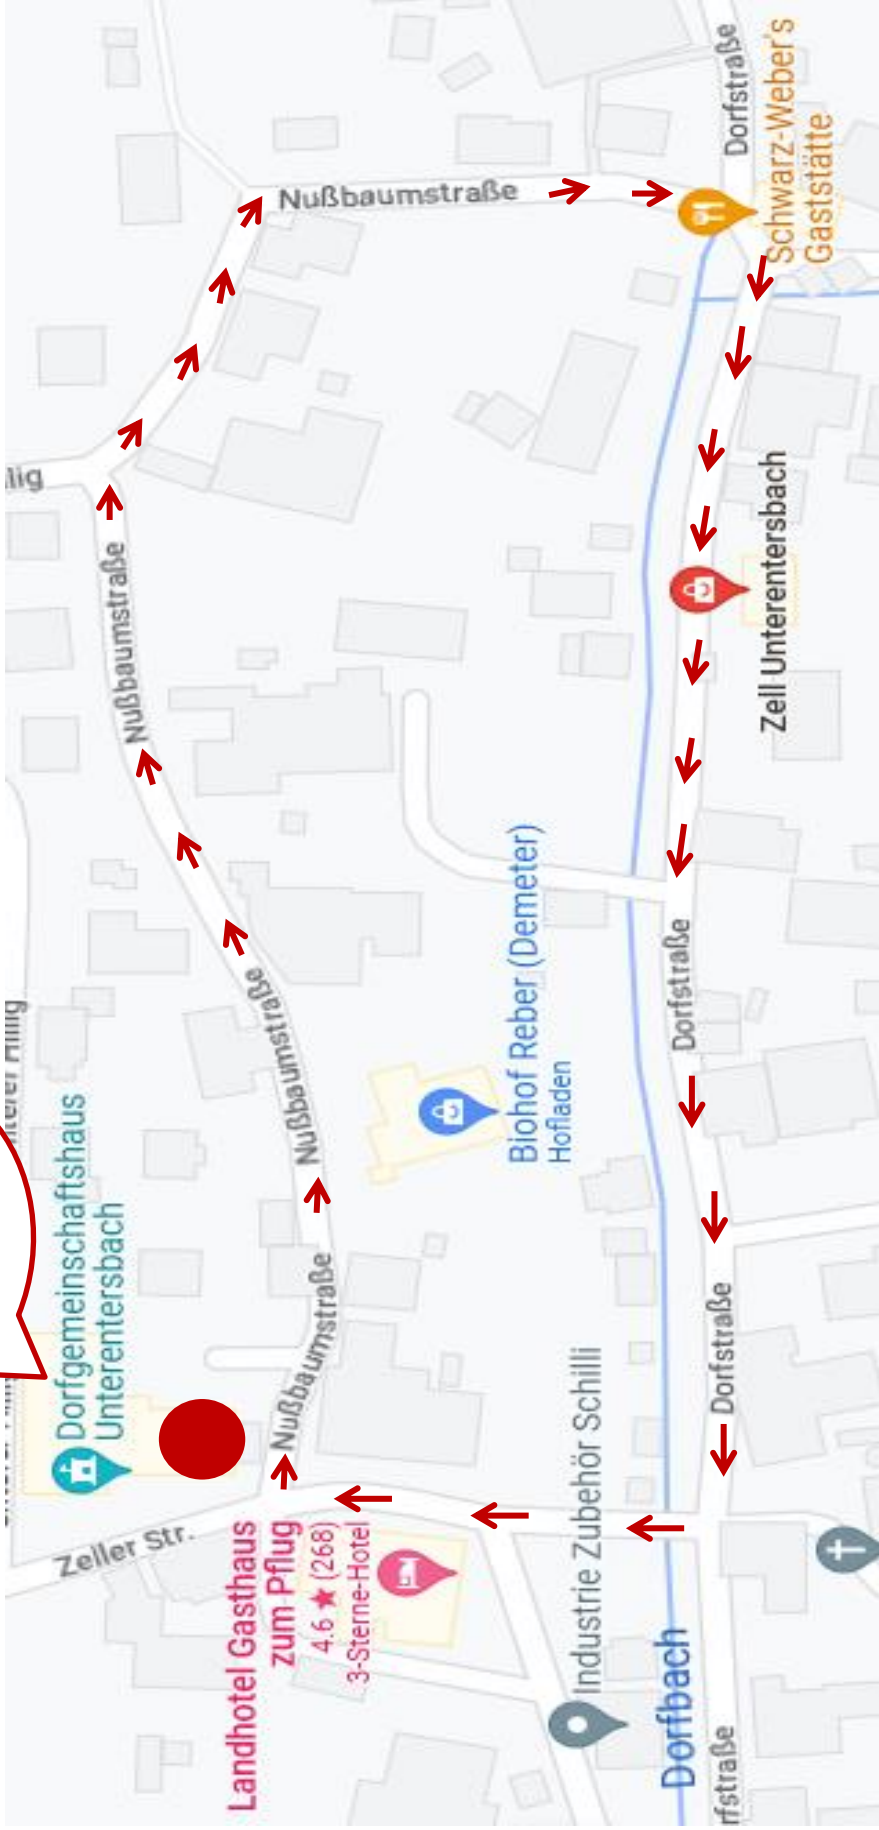 Dorfgemeinschaftshaus
Unterentersbach
Zeller Str.
Nußbaumstraße
Nußbaumstraße
Nußbaumstraße
Nußbaumstraße
Landhotel Gasthaus
zum Pflug
4.6 ★ (268)
3-Sterne-Hotel
Biohof Reber (Demeter)
Hofladen
Industrie Zubehör Schilli
Dorfbach
Dorfstraße
Dorfstraße
Dorfstraße
Zell Unterentersbach
Schwarz-Weber's
Gaststätte